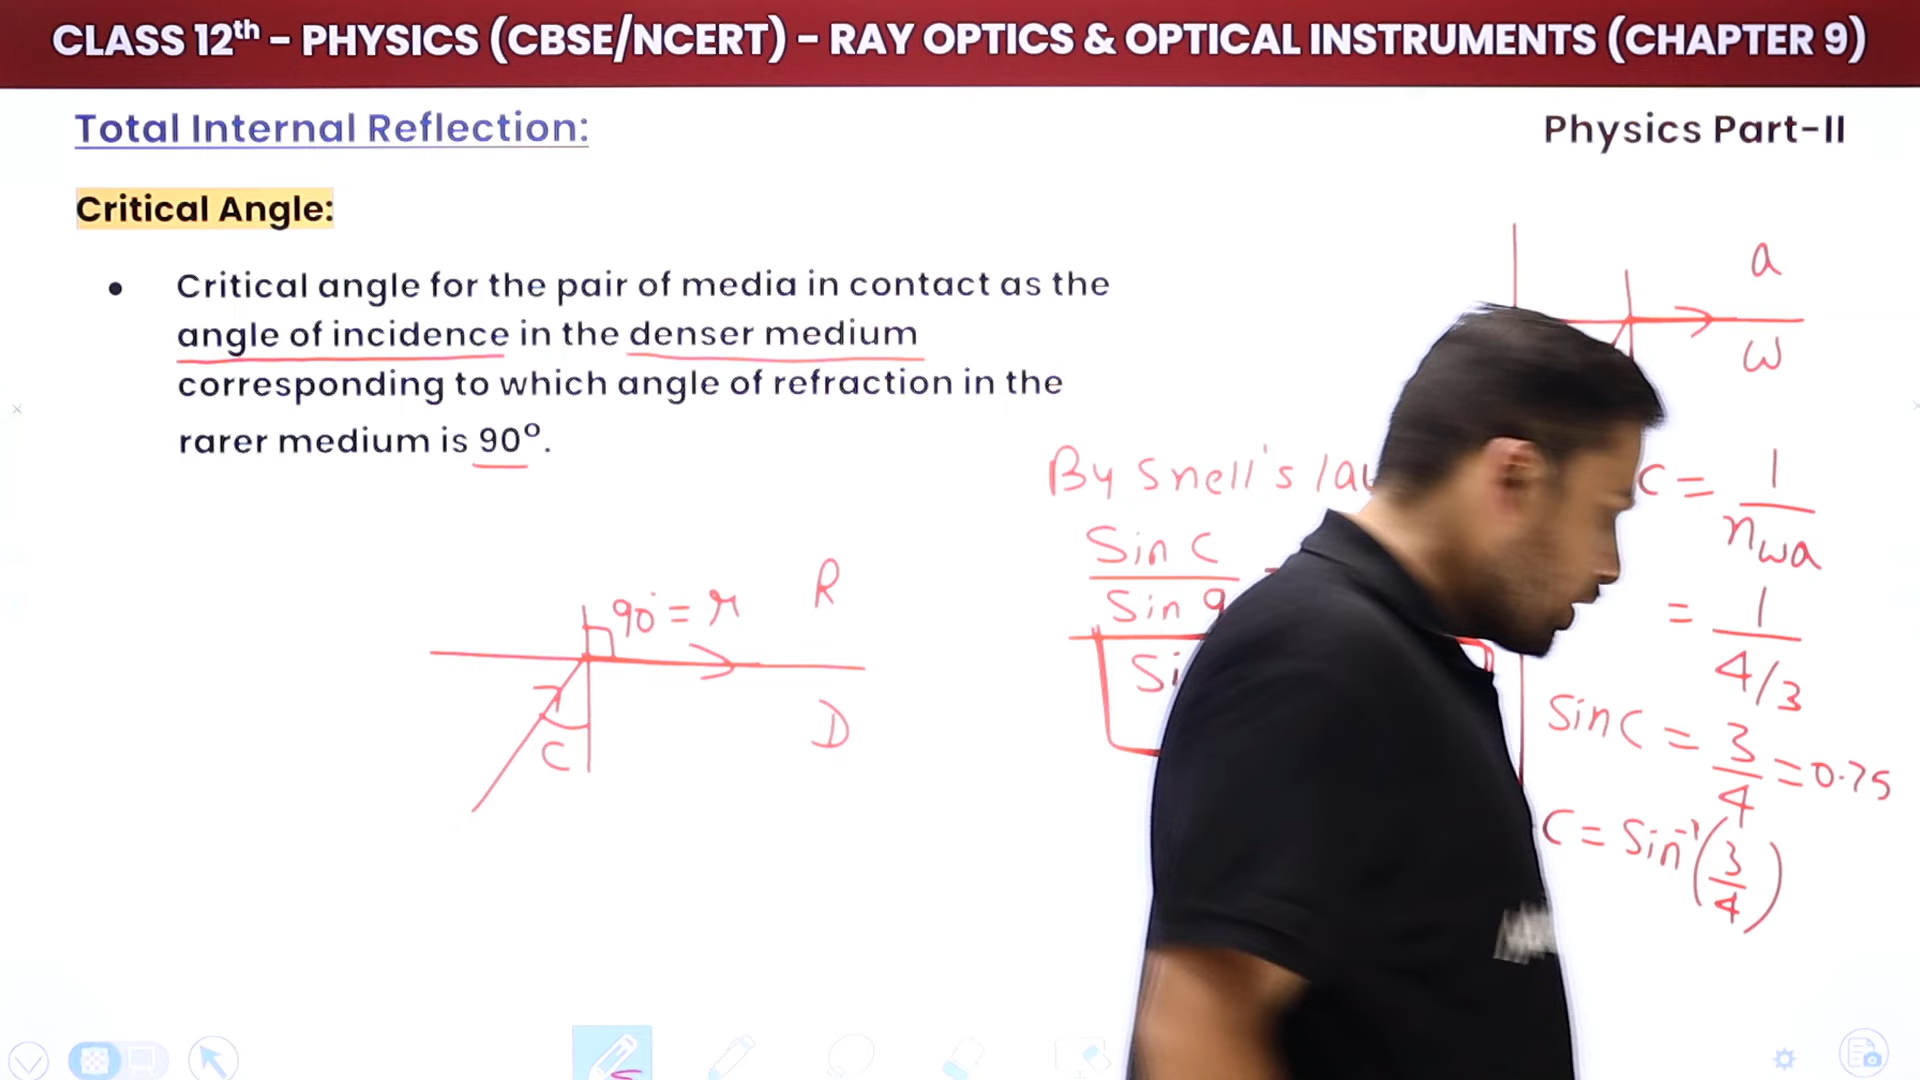 CLASS 12th – PHYSICS (CBSE/NCERT) – RAY OPTICS & OPTICAL INSTRUMENTS (CHAPTER 9)
Total Internal Reflection:
Physics Part-II
Critical Angle:
• Critical angle for the pair of media in contact as the
angle of incidence in the denser medium
corresponding to which angle of refraction in the
rarer medium is 90°.
90° = r
R
D
C
By Snell's
Sin C
Sin
a
w
C = 1/n_wa
= 1/(4/3)
Sin C = 3/4 = 0.75
C = Sin⁻¹(3/4)